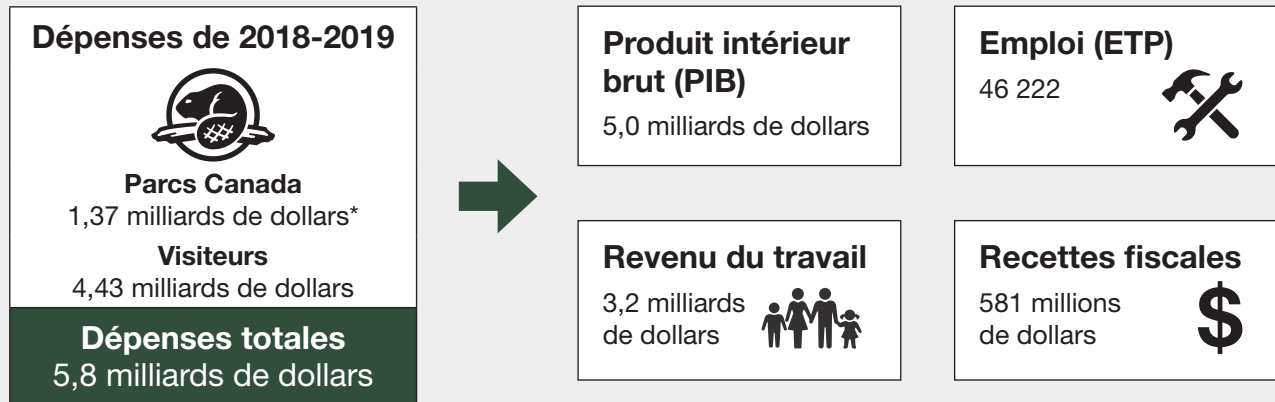 Dépenses de 2018-2019
Parcs Canada
1,37 milliards de dollars*
Visiteurs
4,43 milliards de dollars
Dépenses totales
5,8 milliards de dollars
Produit intérieur
brut (PIB)
5,0 milliards de dollars
Emploi (ETP)
46 222
Revenu du travail
3,2 milliards
de dollars
Recettes fiscales
581 millions
de dollars
$